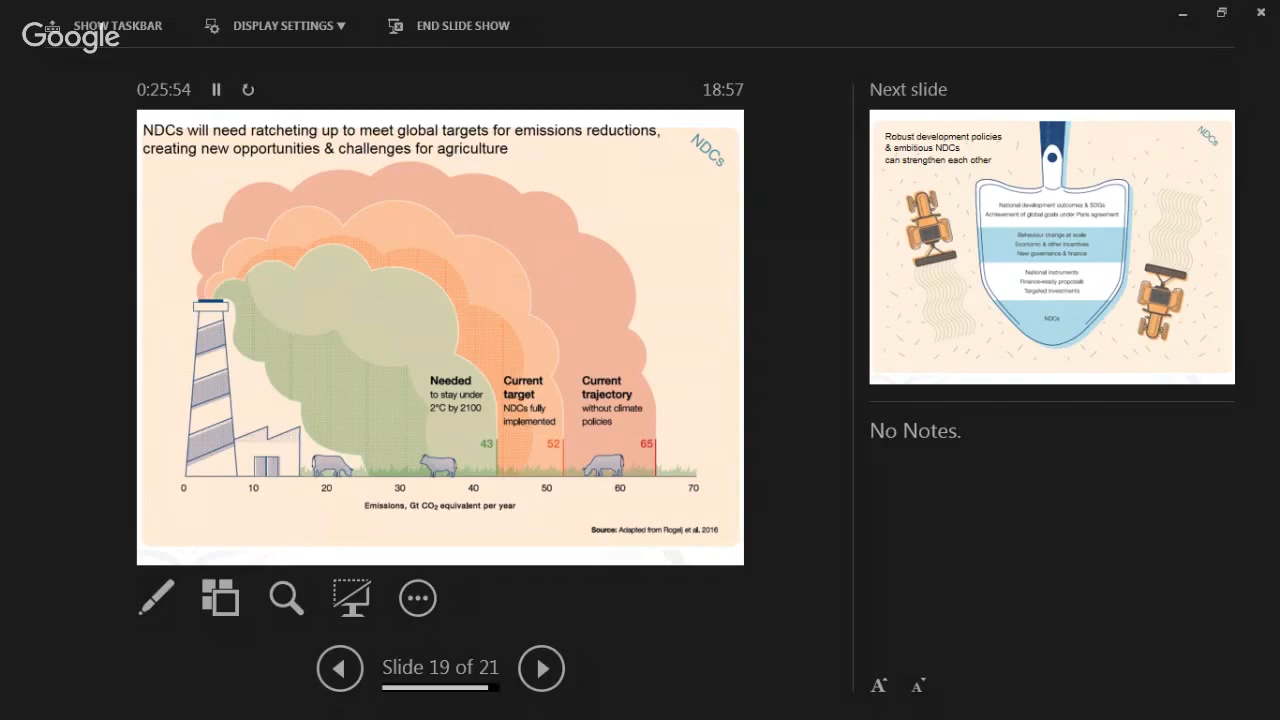 SHOW TASKBAR
Google
DISPLAY SETTINGS ▼
END SLIDE SHOW
0:25:54
18:57
NDCs will need ratcheting up to meet global targets for emissions reductions,
creating new opportunities & challenges for agriculture
NDCs
Needed
to stay under
2°C by 2100
43
Current
target
NDCs fully
implemented
52
Current
trajectory
without climate
policies
65
0 10 20 30 40 50 60 70
Emissions, Gt CO₂ equivalent per year
Source: Adapted from Rogelj et al. 2016
Slide 19 of 21
Next slide
Robust development policies
& ambitious NDCs
can strengthen each other
NDCs
National development outcomes & SDGs
Achievement of global goals under Paris agreement
Behaviour change at scale
Economic & other incentives
New governance & finance
National instruments
Finance-ready proposals
Targeted investments
NDCs
No Notes.
A
A